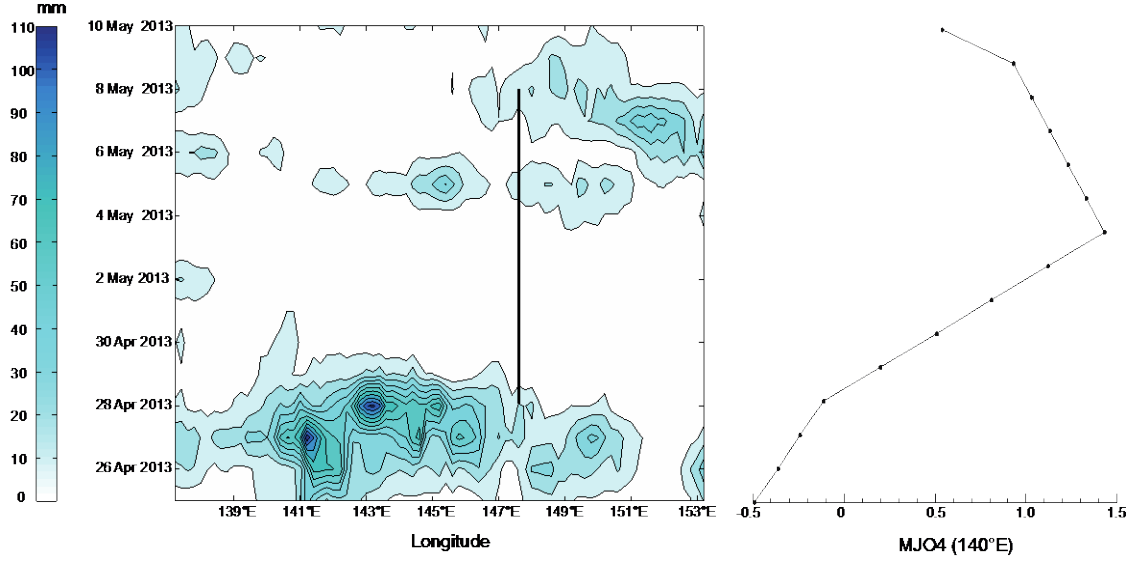 mm
110
100
90
80
70
60
50
40
30
20
10
0
10 May 2013
8 May 2013
6 May 2013
4 May 2013
2 May 2013
30 Apr 2013
28 Apr 2013
26 Apr 2013
139°E 141°E 143°E 145°E 147°E 149°E 151°E 153°E
Longitude
-0.5 0 0.5 1.0 1.5
MJO4 (140°E)